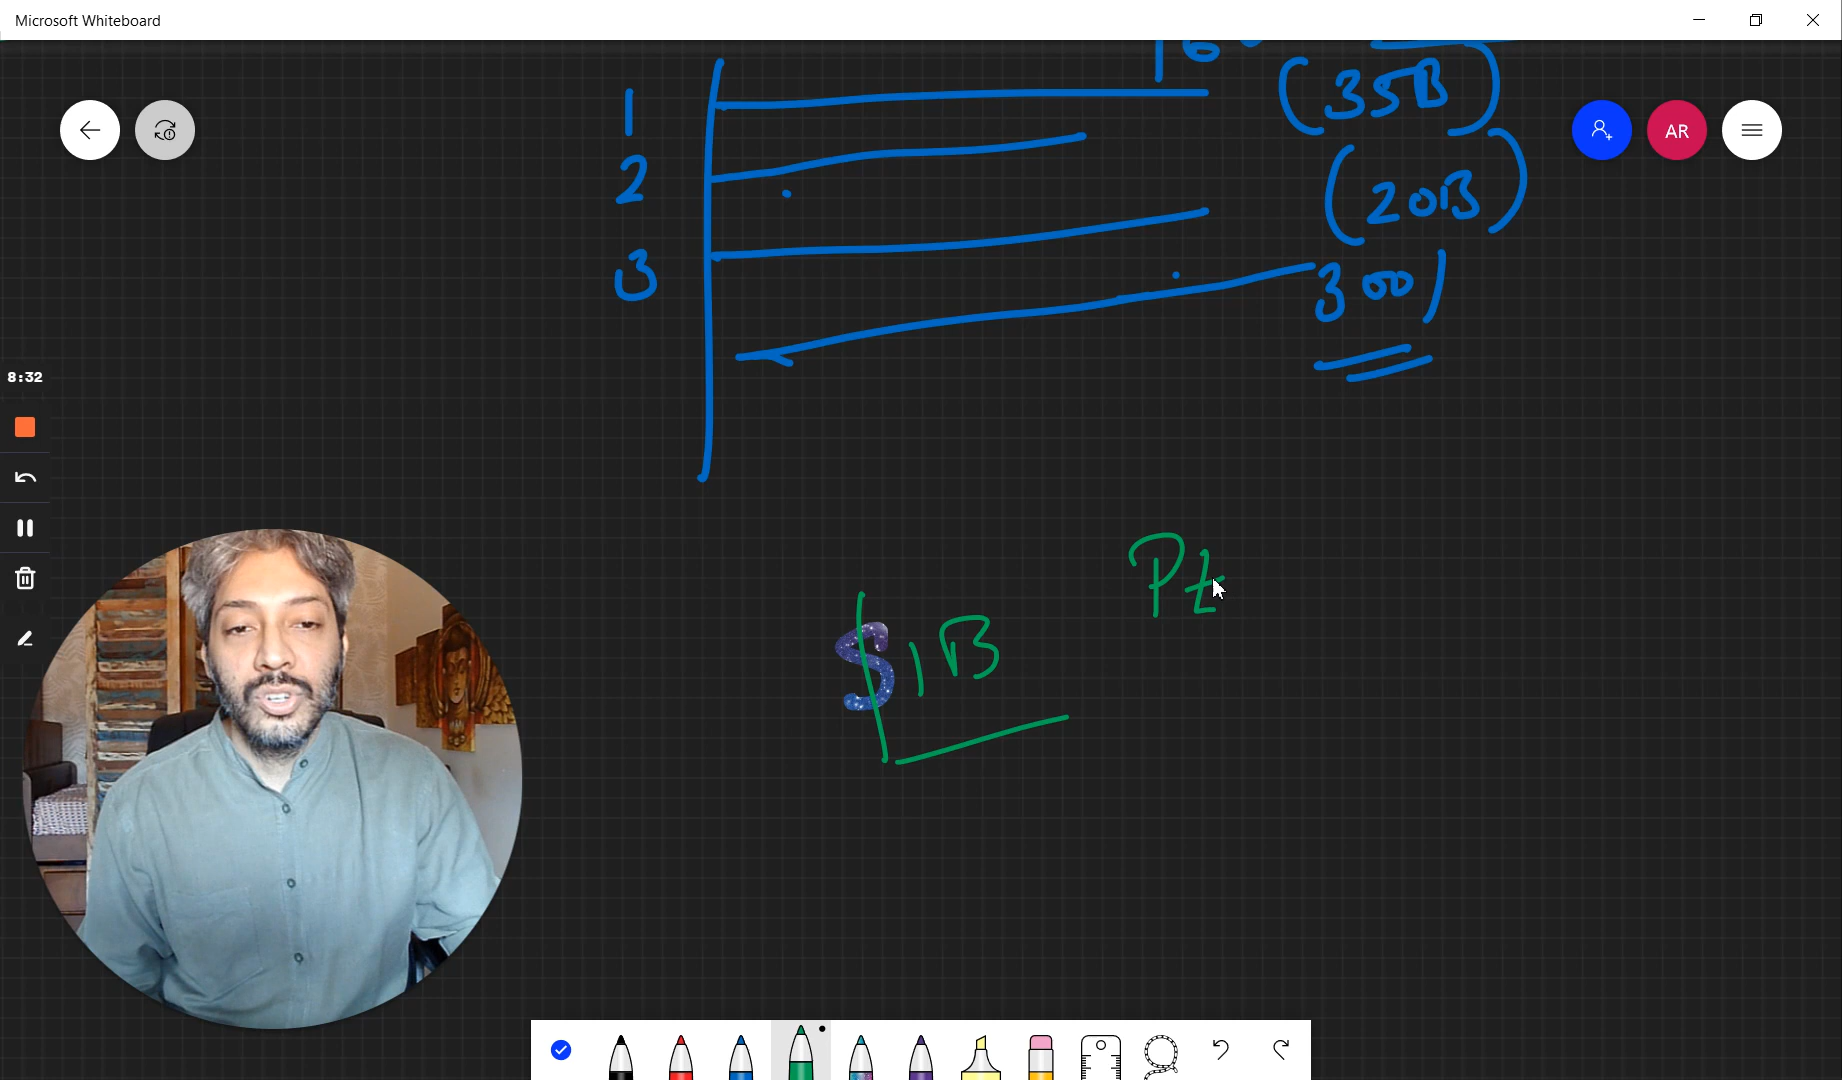 Microsoft Whiteboard
1
(35B)
AR
2
(20B)
3
300)
8:32
Pt
$1B